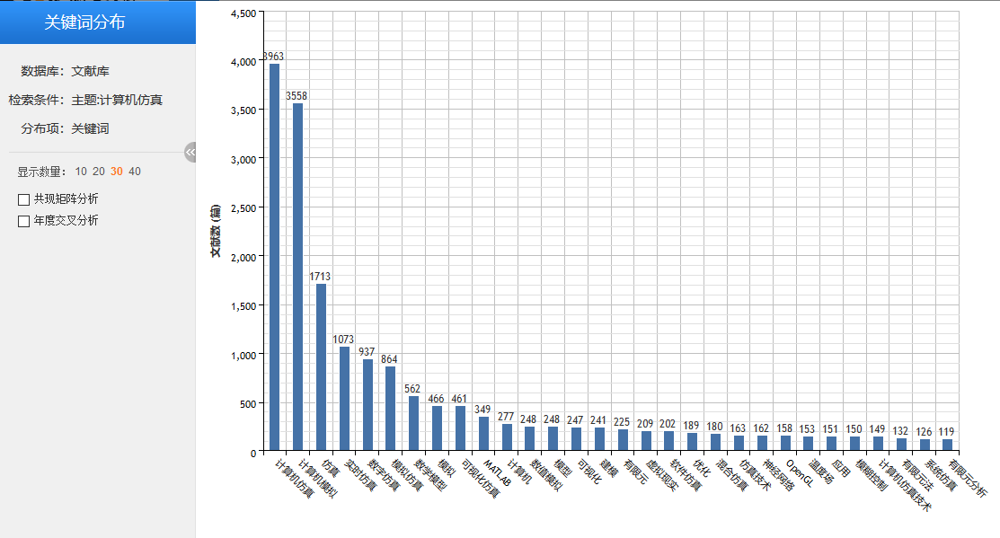 关键词分布
数据库：文献库
检索条件：主题:计算机仿真
分布项：关键词
显示数量： 10 20 30 40
共现矩阵分析
年度交叉分析
文献数 (篇)
4,500
4,000
3,500
3,000
2,500
2,000
1,500
1,000
500
0
3963
3558
1713
1073
937
864
562
466
461
349
277
248
248
247
241
225
209
202
189
180
163
162
158
153
151
150
149
132
126
119
计算机仿真
计算机模拟
仿真
实时仿真
数字仿真
模拟仿真
数学模型
模拟
可视化仿真
MATLAB
计算机
数值模拟
模型
可视化
建模
有限元
虚拟现实
软件仿真
优化
混合仿真
仿真技术
神经网络
OpenGL
温度场
应用
模糊控制
计算机仿真技术
有限元法
系统仿真
有限元分析